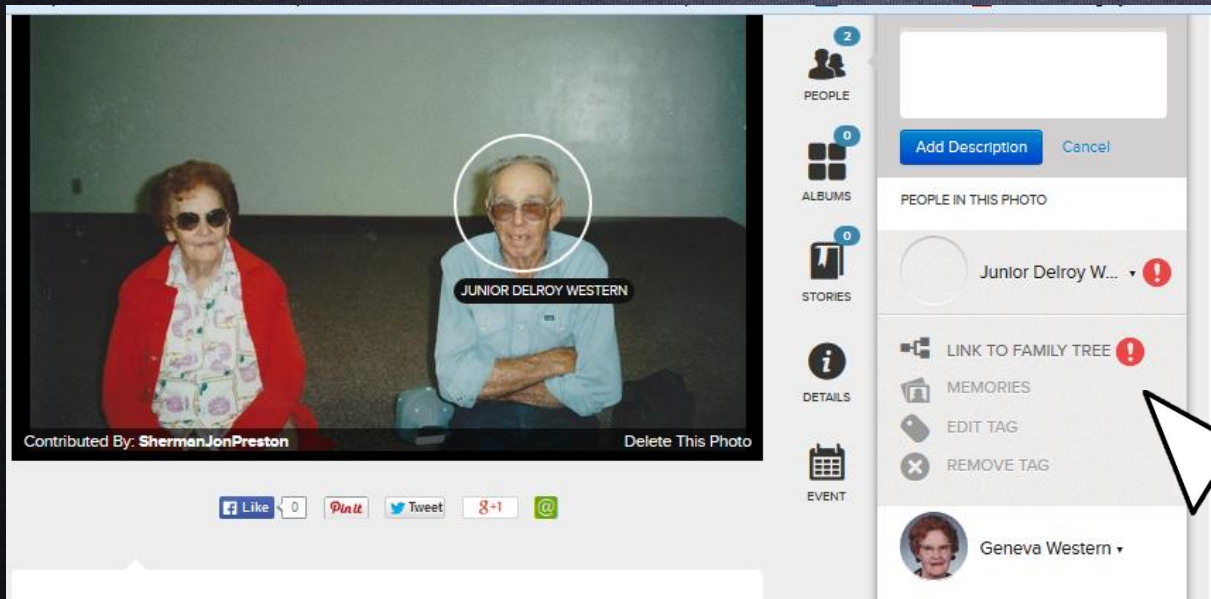 JUNIOR DELROY WESTERN
Contributed By: ShermanJonPreston
Delete This Photo
Like 0
Pin it
Tweet
g+1
@
2
PEOPLE
0
ALBUMS
0
STORIES
i
DETAILS
EVENT
Add Description Cancel
PEOPLE IN THIS PHOTO
Junior Delroy W... !
LINK TO FAMILY TREE !
MEMORIES
EDIT TAG
REMOVE TAG
Geneva Western